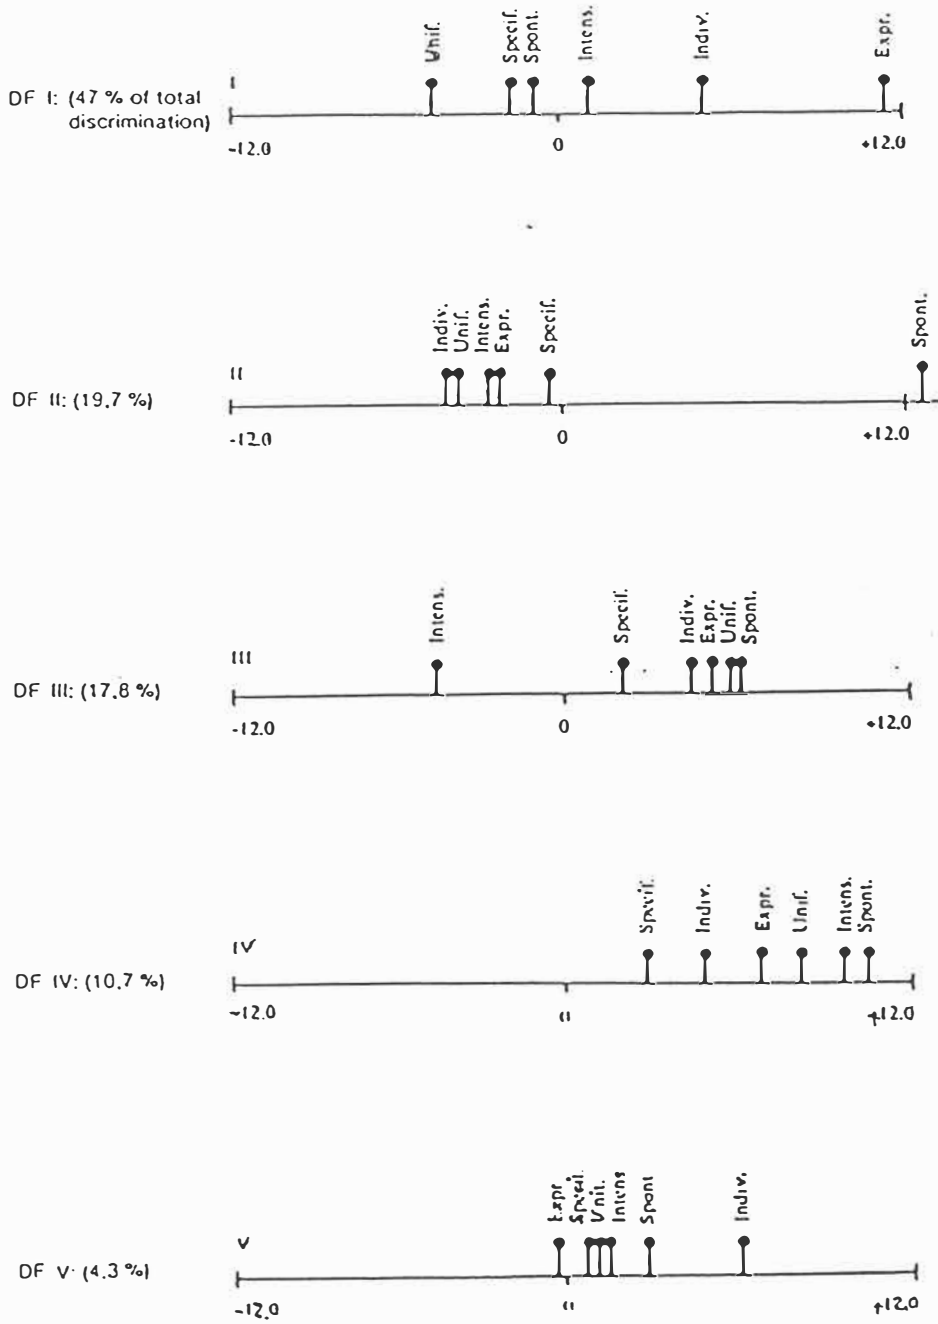 Unif.
Specif.
Spont.
Intens.
Indiv.
Expr.
I
DF I: (47 % of total
discrimination)
-12.0
0
+12.0
Indiv.
Unif.
Intens.
Expr.
Specif.
Spont.
II
DF II: (19.7 %)
-12.0
0
+12.0
Intens.
Specif.
Indiv.
Expr.
Unif.
Spont.
III
DF III: (17.8 %)
-12.0
0
+12.0
Specif.
Indiv.
Expr.
Unif.
Intens.
Spont.
IV
DF IV: (10.7 %)
-12.0
0
+12.0
Expr
Specif.
Unif.
Intens
Spont
Indiv.
V
DF V: (4.3 %)
-12.0
0
+12.0